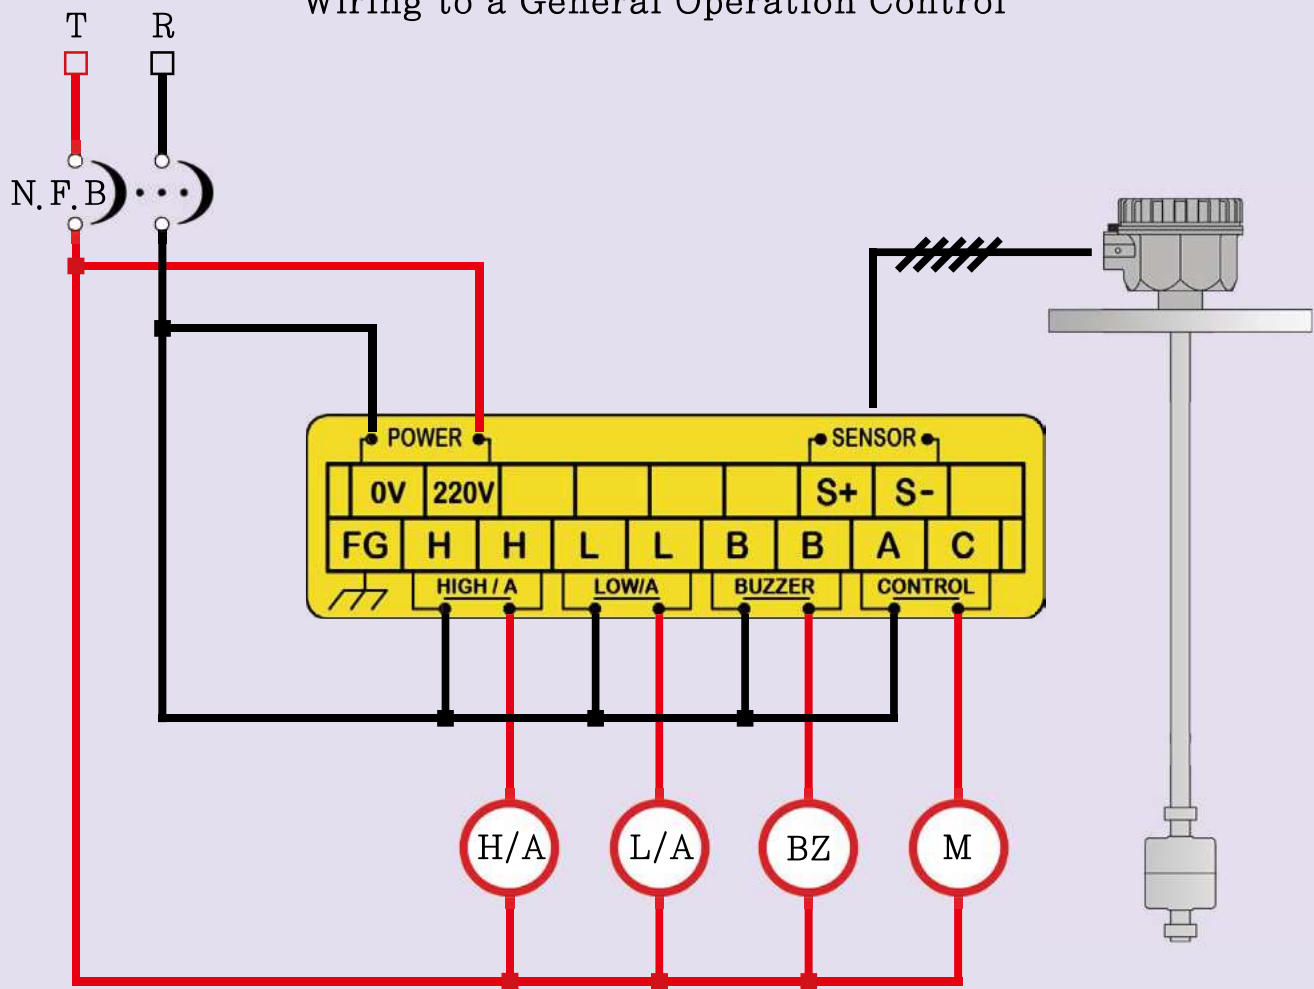 Wiring to a General Operation Control
T R
N.F.B
POWER SENSOR
0V 220V S+ S-
FG H H L L B B A C
HIGH / A LOW/A BUZZER CONTROL
H/A L/A BZ M